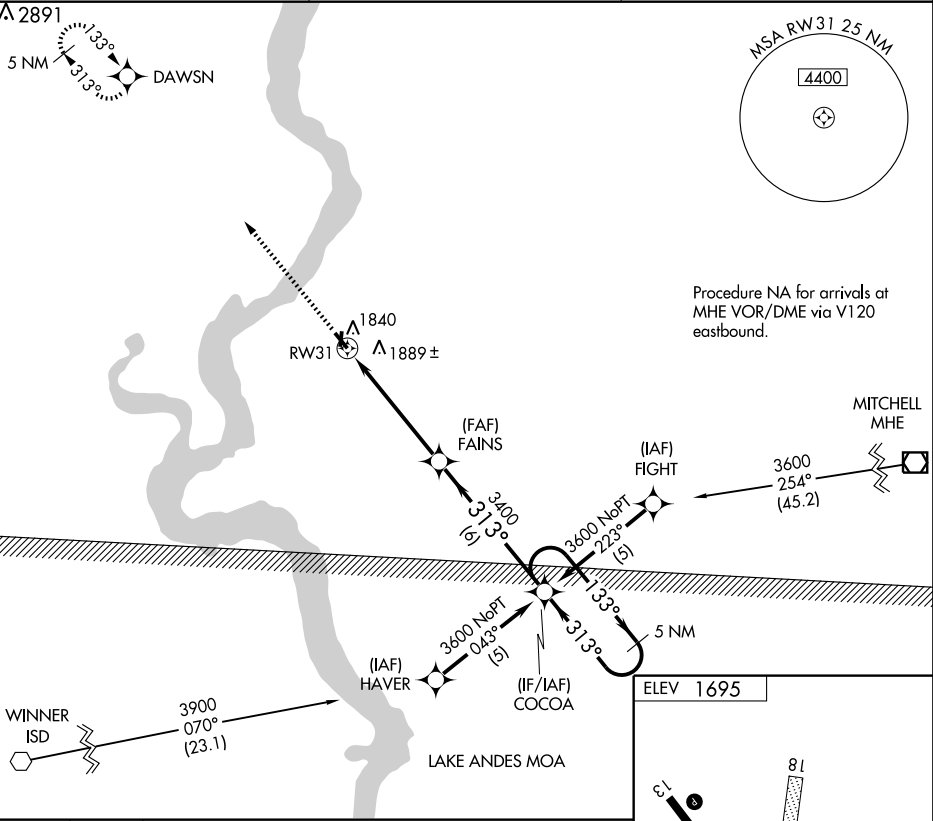 2891
133°
5 NM
313°
DAWSN
MSA RW31 25 NM
4400
1840
RW31
1889 ±
Procedure NA for arrivals at
MHE VOR/DME via V120
eastbound.
MITCHELL
MHE
3600
254°
(45.2)
(FAF)
FAINS
(IAF)
FIGHT
3400
313°
(6)
3600 NoPT
223°
(5)
133°
313°
5 NM
3600 NoPT
043°
(5)
(IAF)
HAVER
(IF/IAF)
COCOA
WINNER
ISD
3900
070°
(23.1)
LAKE ANDES MOA
ELEV 1695
13
P
18